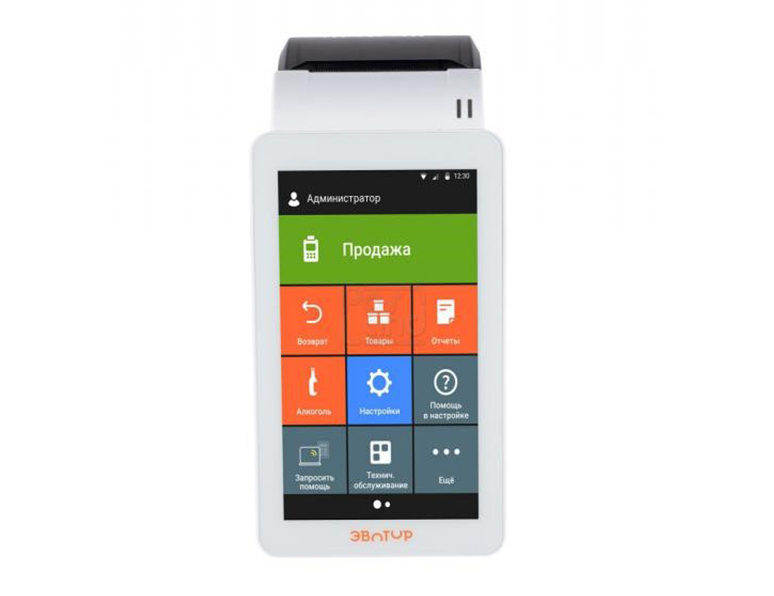 12:30
Администратор
Продажа
Возврат
Товары
Отчеты
Алкоголь
Настройки
Помощь
в настройке
Запросить
помощь
Технич.
обслуживание
Ещё
ЭВОТОР